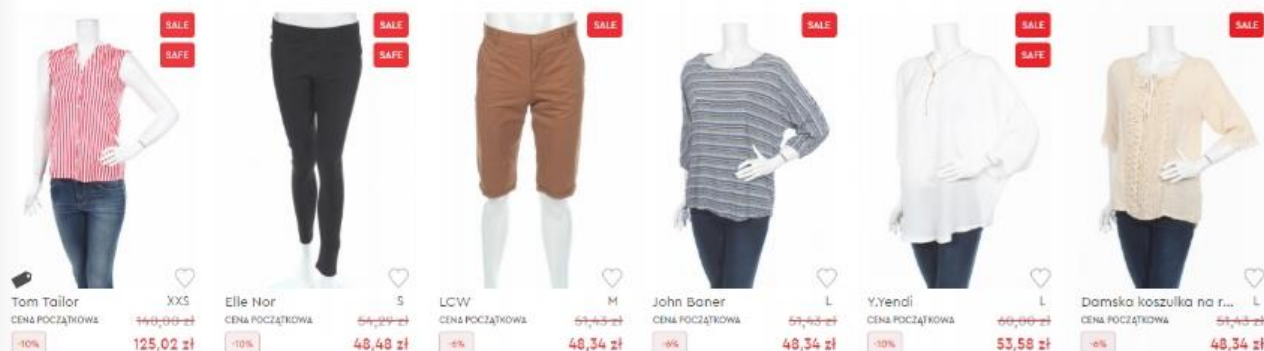 SALE SALE SALE SALE SALE SALE
SAFE SAFE SAFE
Tom Tailor XXS Elle Nor S LCW M John Baner L Y.Yendi L Damska koszulka na r... L
CENA POCZĄTKOWA 140,00 zł CENA POCZĄTKOWA 54,29 zł CENA POCZĄTKOWA 51,43 zł CENA POCZĄTKOWA 51,43 zł CENA POCZĄTKOWA 60,00 zł CENA POCZĄTKOWA 51,43 zł
-10% 125,02 zł -10% 48,48 zł -6% 48,34 zł -6% 48,34 zł -10% 53,58 zł -6% 48,34 zł